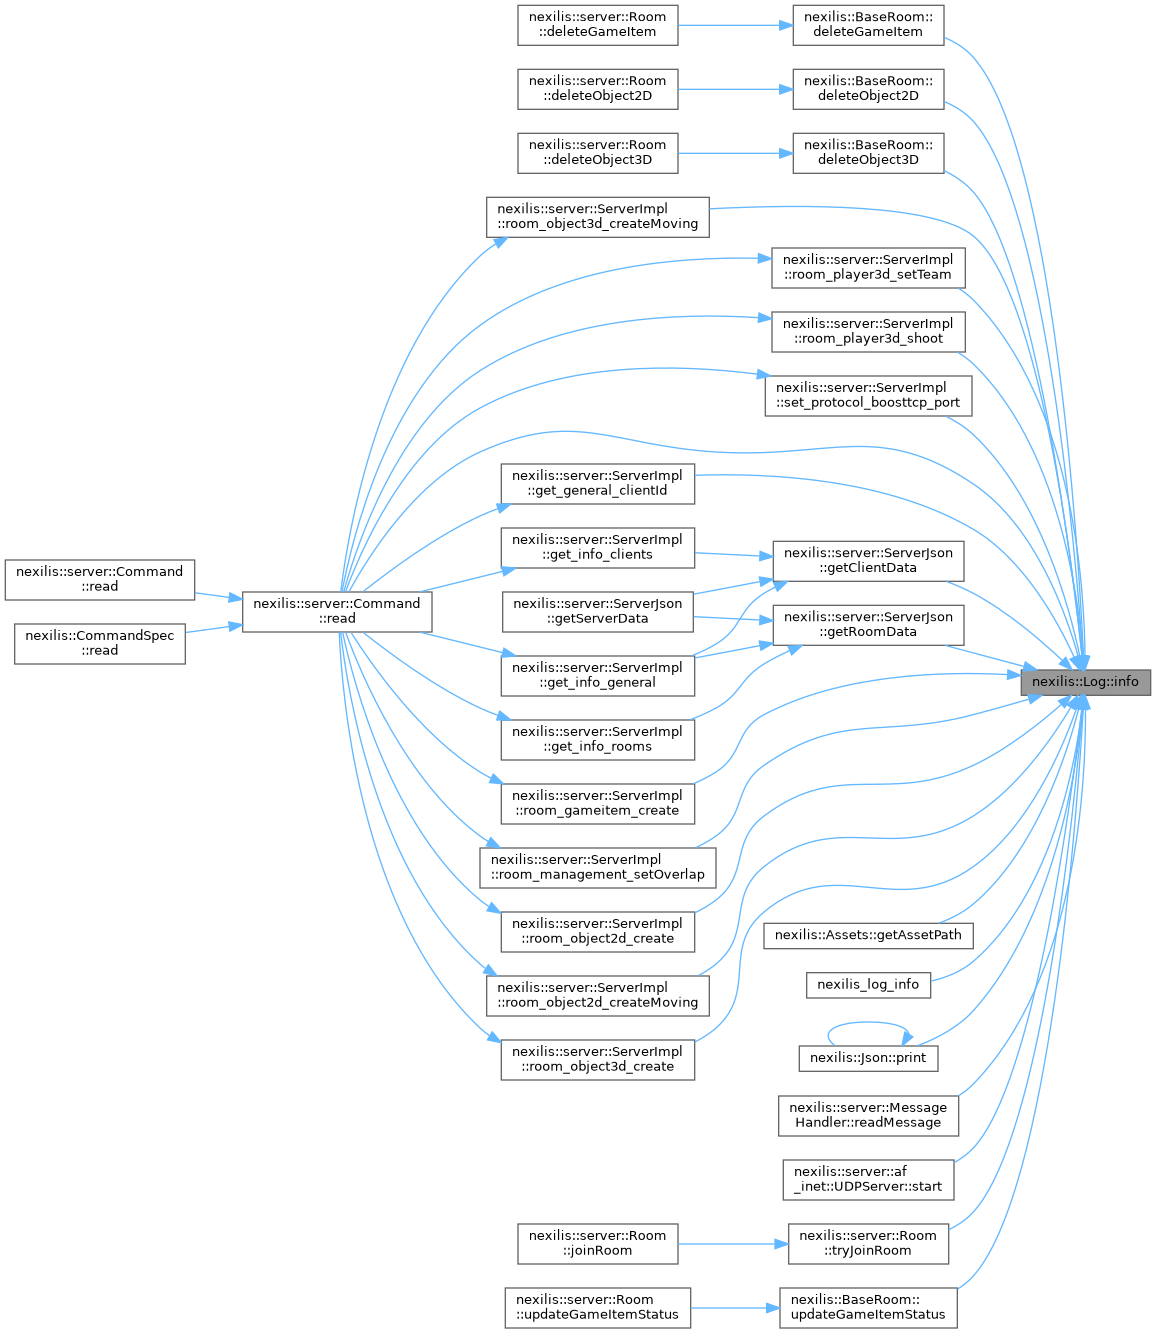 nexilis::server::Room
::deleteGameItem
nexilis::BaseRoom::
deleteGameItem
nexilis::server::Room
::deleteObject2D
nexilis::BaseRoom::
deleteObject2D
nexilis::server::Room
::deleteObject3D
nexilis::BaseRoom::
deleteObject3D
nexilis::server::ServerImpl
::room_object3d_createMoving
nexilis::server::ServerImpl
::room_player3d_setTeam
nexilis::server::ServerImpl
::room_player3d_shoot
nexilis::server::ServerImpl
::set_protocol_boosttcp_port
nexilis::server::ServerImpl
::get_general_clientId
nexilis::server::ServerImpl
::get_info_clients
nexilis::server::ServerJson
::getClientData
nexilis::server::Command
::read
nexilis::server::Command
::read
nexilis::server::ServerJson
::getServerData
nexilis::server::ServerJson
::getRoomData
nexilis::CommandSpec
::read
nexilis::server::ServerImpl
::get_info_general
nexilis::Log::info
nexilis::server::ServerImpl
::get_info_rooms
nexilis::server::ServerImpl
::room_gameitem_create
nexilis::server::ServerImpl
::room_management_setOverlap
nexilis::server::ServerImpl
::room_object2d_create
nexilis::Assets::getAssetPath
nexilis::server::ServerImpl
::room_object2d_createMoving
nexilis_log_info
nexilis::server::ServerImpl
::room_object3d_create
nexilis::Json::print
nexilis::server::Message
Handler::readMessage
nexilis::server::af
_inet::UDPServer::start
nexilis::server::Room
::joinRoom
nexilis::server::Room
::tryJoinRoom
nexilis::server::Room
::updateGameItemStatus
nexilis::BaseRoom::
updateGameItemStatus